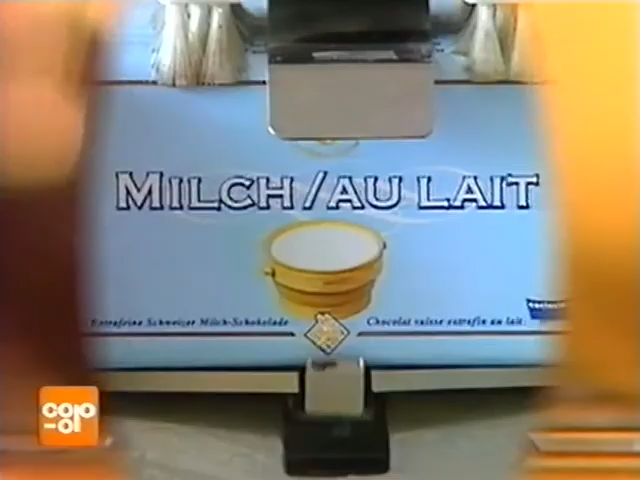 MILCH/AU LAIT
Extrafeine Schweizer Milch-Schokolade
Chocolat suisse extrafin au lait
coop